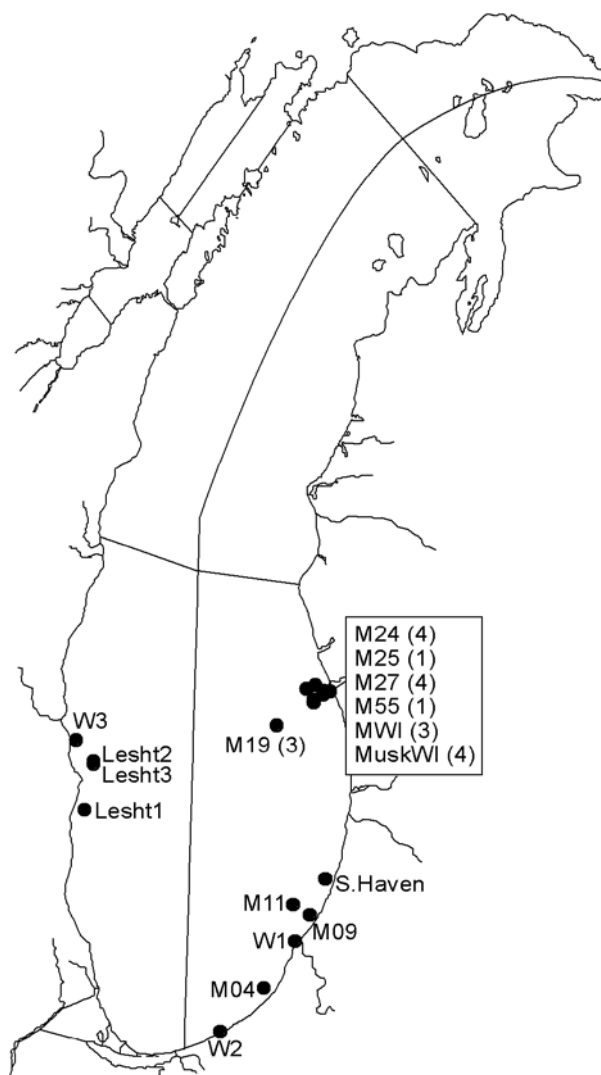 M24 (4)
M25 (1)
M27 (4)
M55 (1)
MWI (3)
MuskWI (4)
W3
M19 (3)
Lesht2
Lesht3
Lesht1
S.Haven
M11
M09
W1
M04
W2